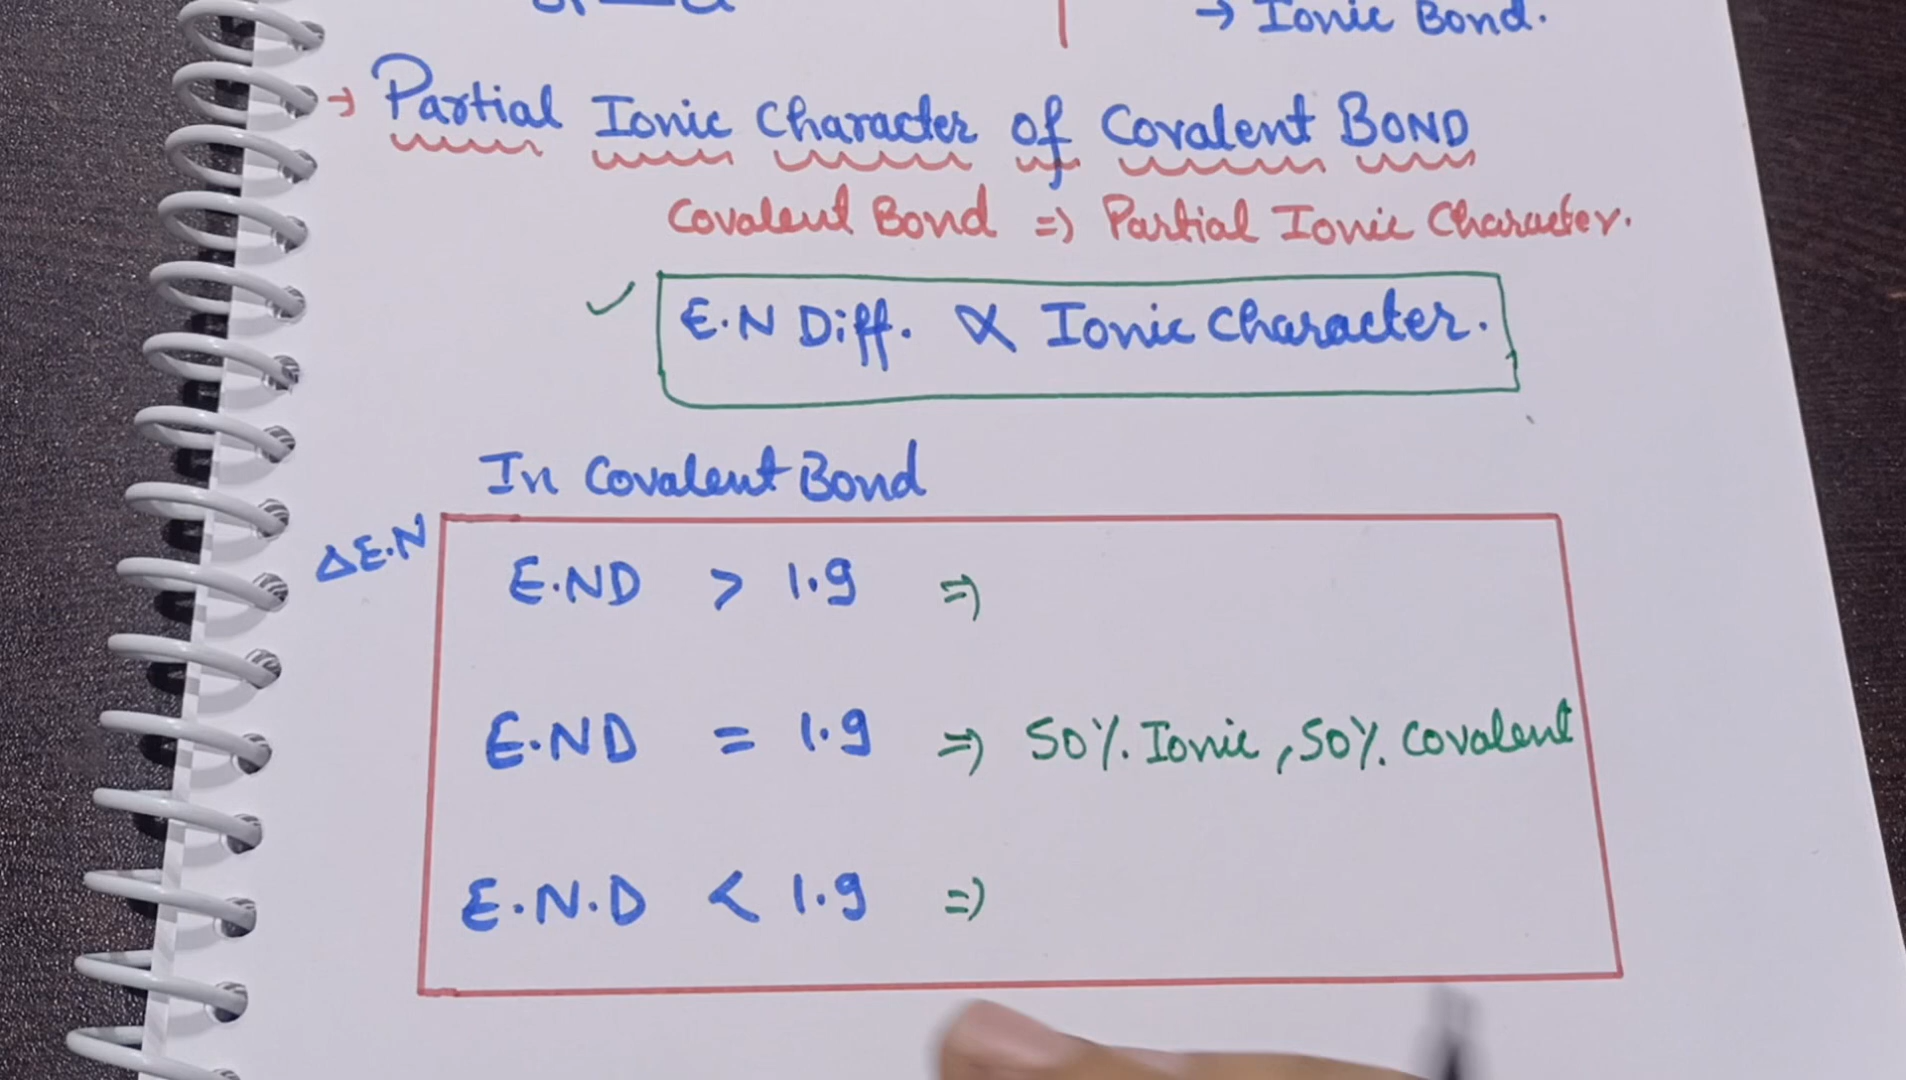 → Ionic Bond.
→ Partial Ionic Character of Covalent BOND
Covalent Bond => Partial Ionic Character.
✓ E.N Diff. ∝ Ionic Character.
In Covalent Bond
ΔE.N
E.ND > 1.9 =>
E.ND = 1.9 => 50% Ionic, 50% Covalent
E.N.D < 1.9 =>